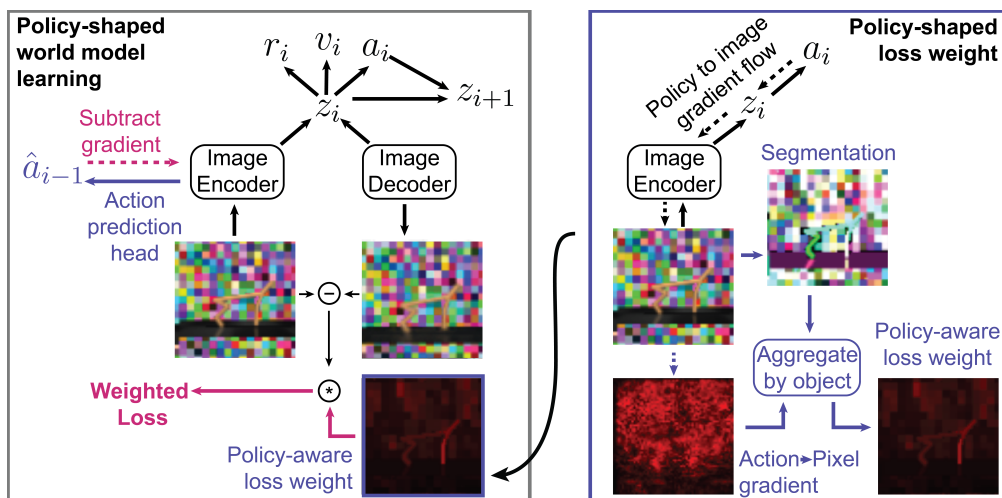 Policy-shaped
world model
learning
r_i
v_i
a_i
z_i
z_{i+1}
Subtract
gradient
â_{i-1}
Action
prediction
head
Image
Encoder
Image
Decoder
−
*
Weighted
Loss
Policy-aware
loss weight
Policy-shaped
loss weight
Policy to image
gradient flow
a_i
z_i
Image
Encoder
Segmentation
Aggregate
by object
Policy-aware
loss weight
Action
Pixel
gradient